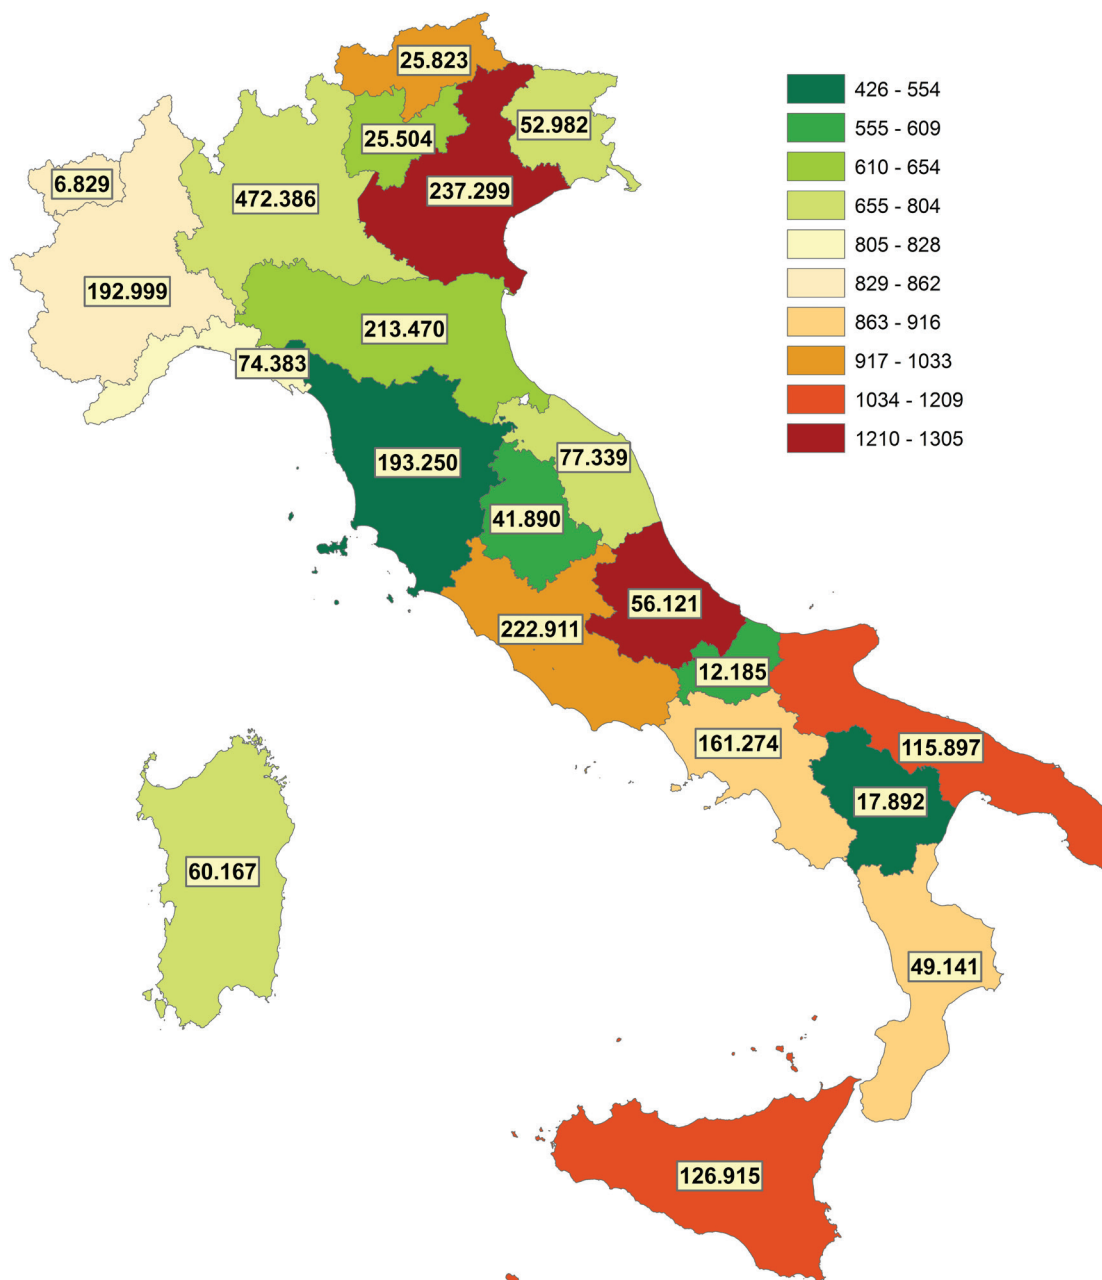 25.823
426 - 554
555 - 609
52.982
25.504
610 - 654
6.829
237.299
472.386
655 - 804
805 - 828
192.999
829 - 862
213.470
863 - 916
74.383
917 - 1033
1034 - 1209
1210 - 1305
193.250
77.339
41.890
56.121
222.911
12.185
161.274
115.897
17.892
60.167
49.141
126.915